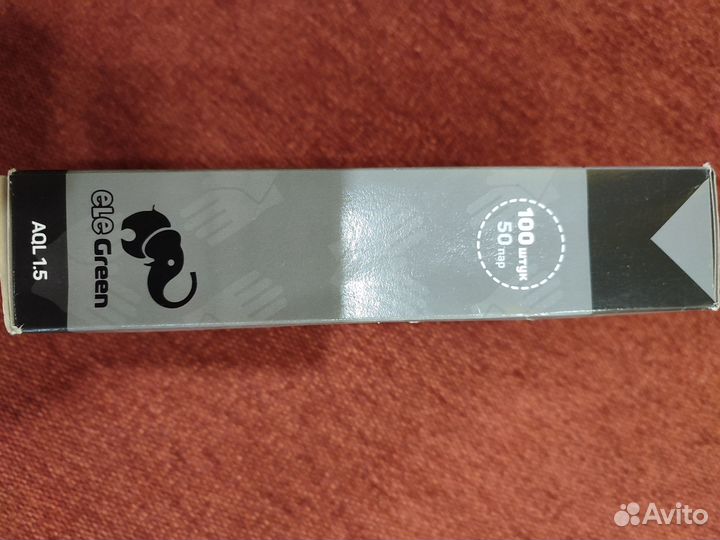 eLe Green
AQL 1.5
100 штук
50 пар
Avito